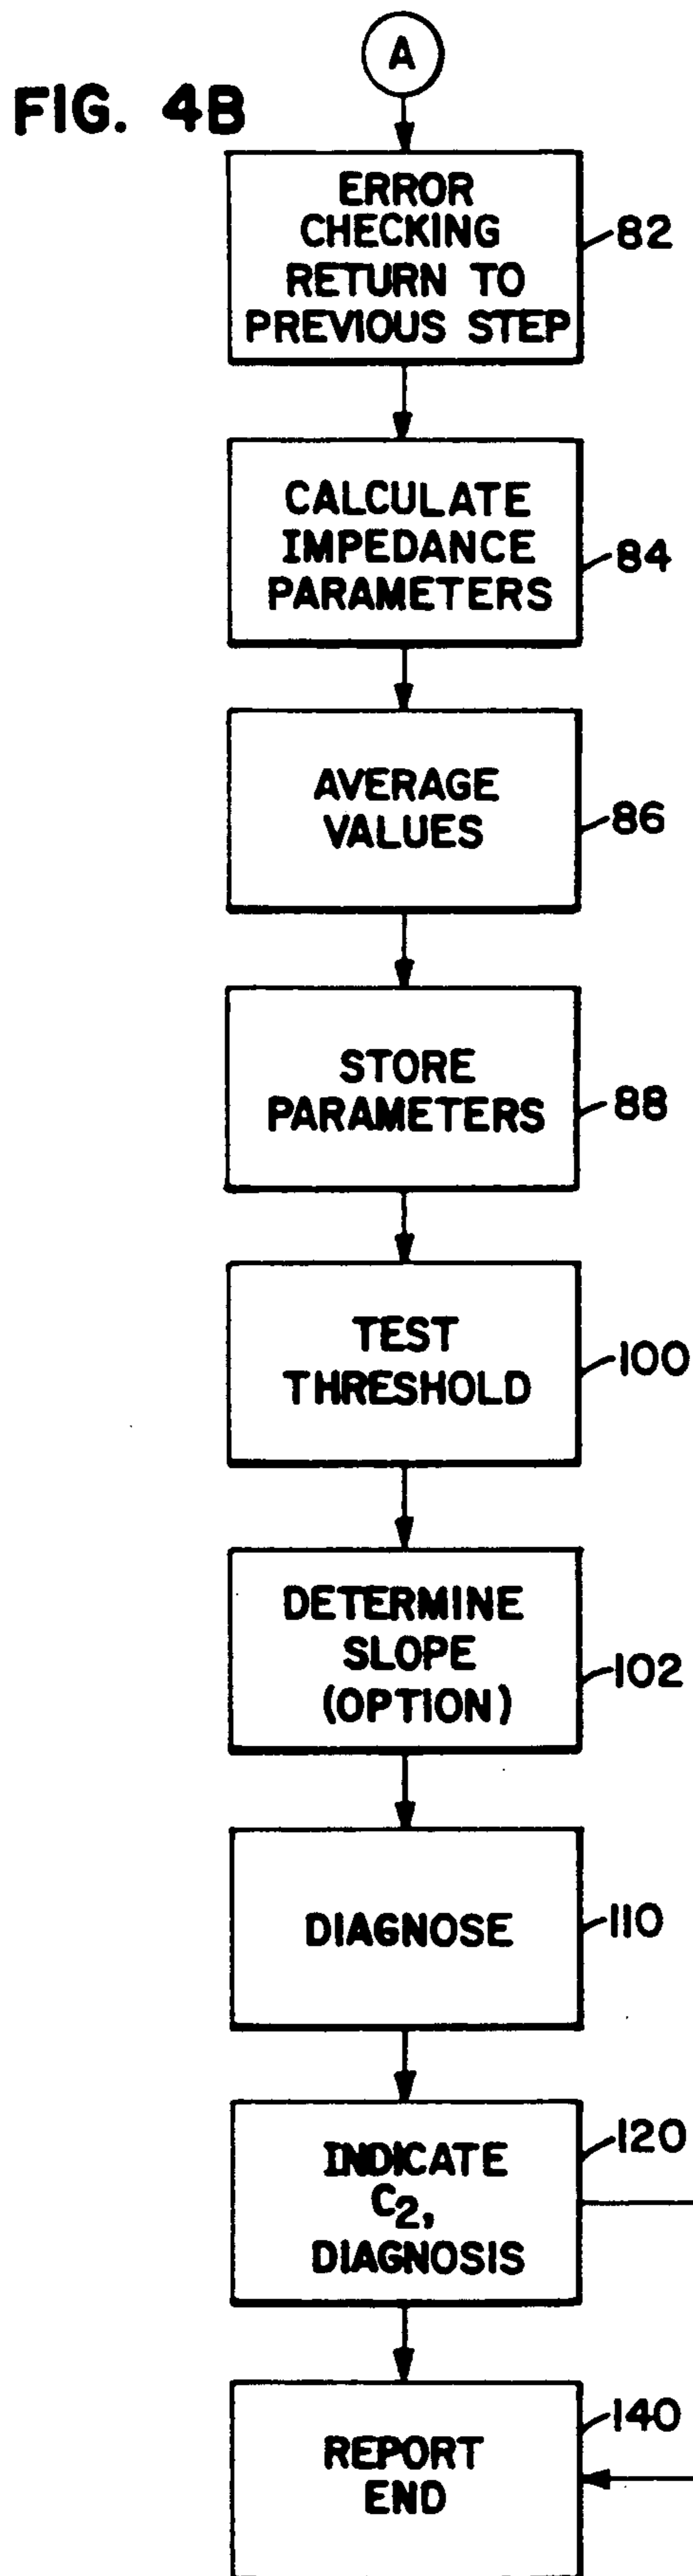 A
FIG. 4B
ERROR
CHECKING
RETURN TO
PREVIOUS STEP
82
CALCULATE
IMPEDANCE
PARAMETERS
84
AVERAGE
VALUES
86
STORE
PARAMETERS
88
TEST
THRESHOLD
100
DETERMINE
SLOPE
(OPTION)
102
DIAGNOSE
110
INDICATE
C2,
DIAGNOSIS
120
REPORT
END
140